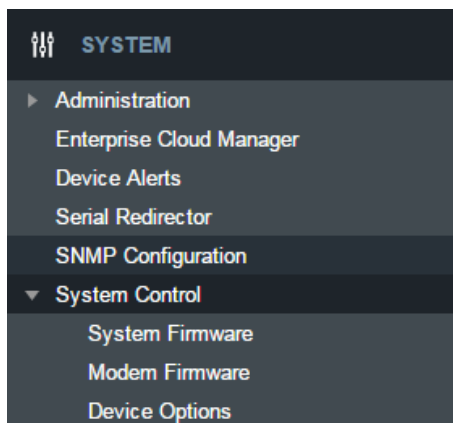 SYSTEM
Administration
Enterprise Cloud Manager
Device Alerts
Serial Redirector
SNMP Configuration
System Control
System Firmware
Modem Firmware
Device Options